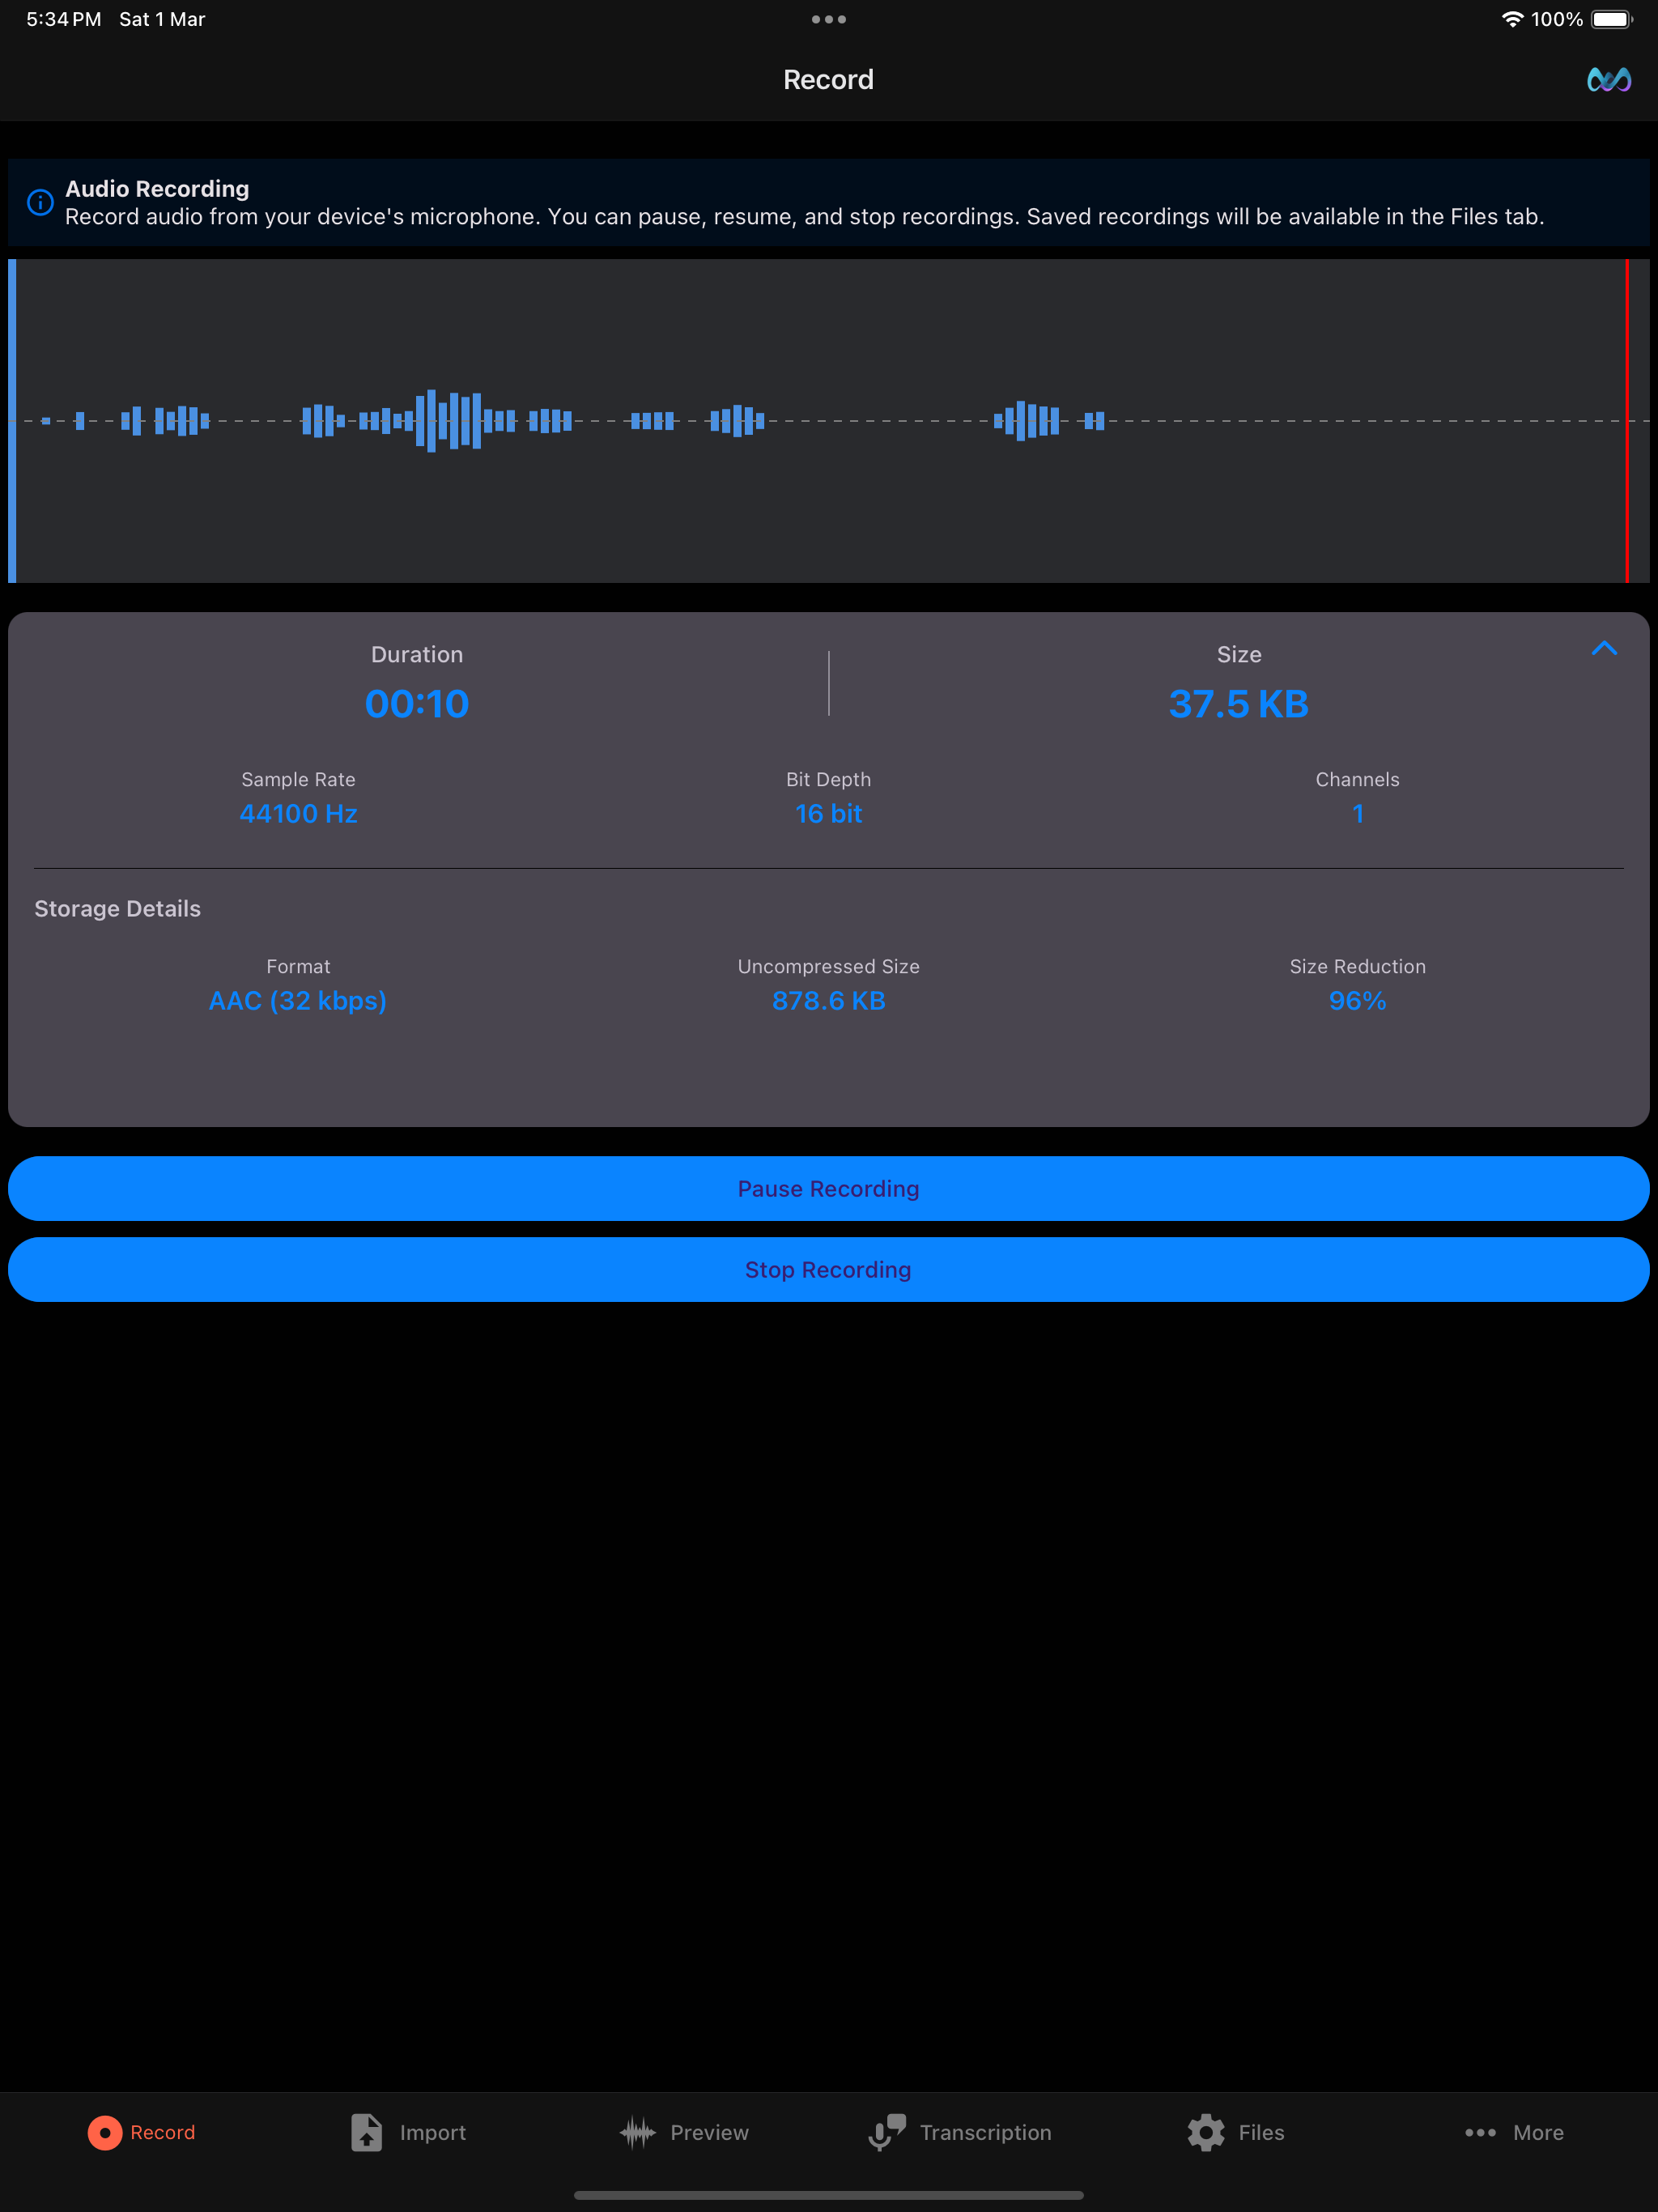 5:34 PM Sat 1 Mar 100%
Record
Audio Recording
Record audio from your device's microphone. You can pause, resume, and stop recordings. Saved recordings will be available in the Files tab.
Duration Size
00:10 37.5 KB
Sample Rate Bit Depth Channels
44100 Hz 16 bit 1
Storage Details
Format Uncompressed Size Size Reduction
AAC (32 kbps) 878.6 KB 96%
Pause Recording
Stop Recording
Record Import Preview Transcription Files More